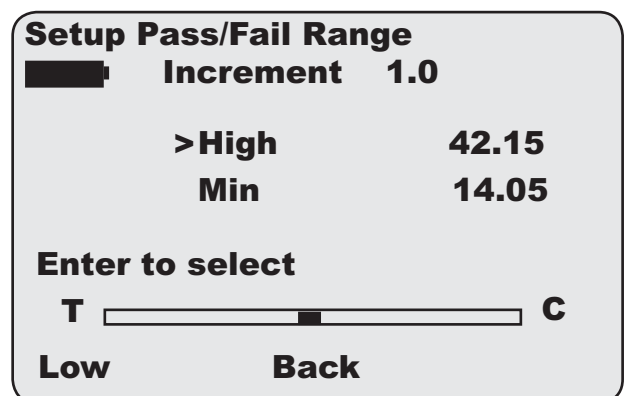 Setup Pass/Fail Range
Increment 1.0
>High 42.15
Min 14.05
Enter to select
T C
Low Back